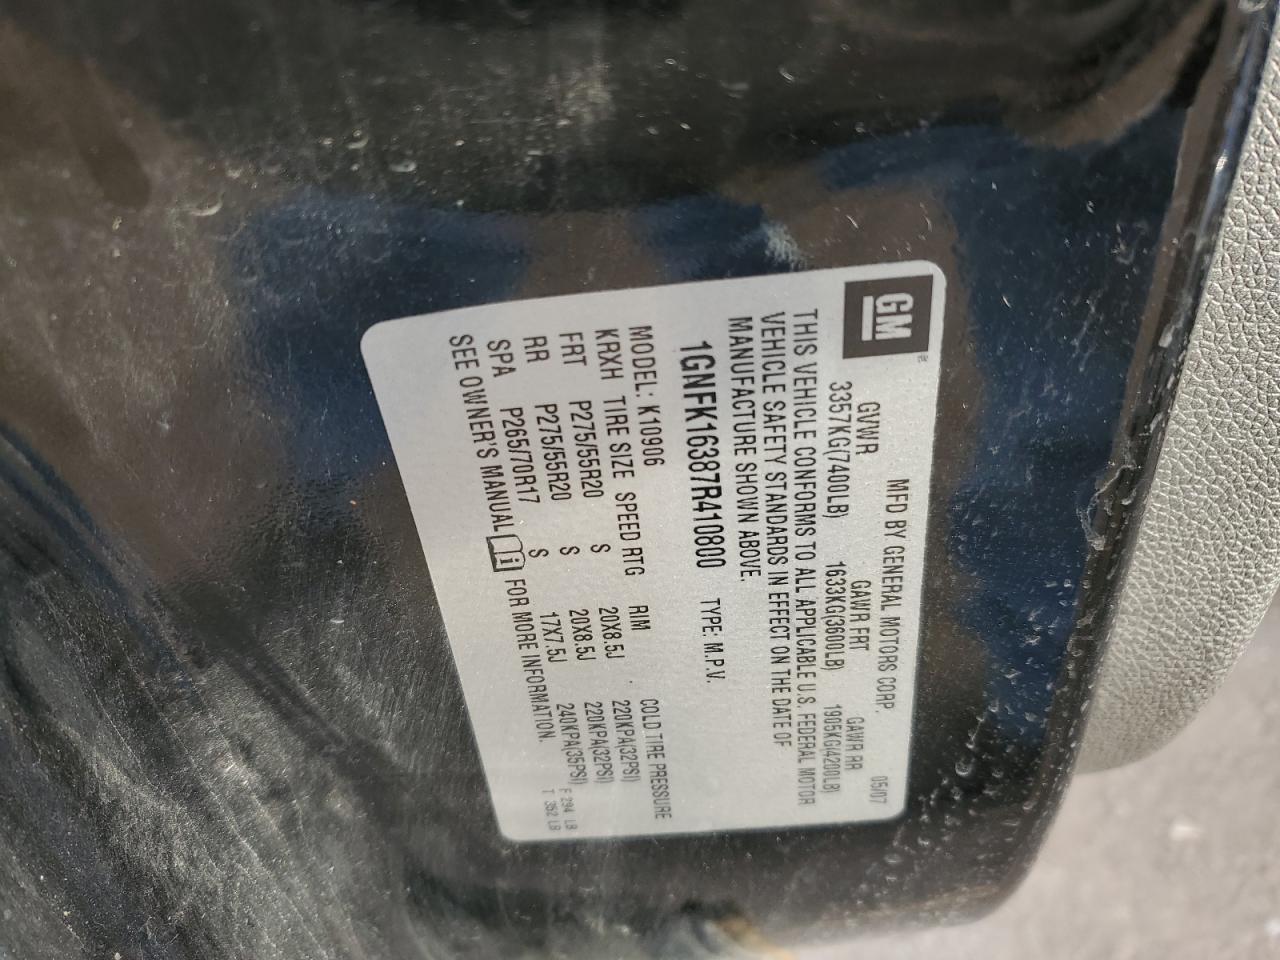 GM®
MFD BY GENERAL MOTORS CORP. 05/07
GVWR GAWR FRT GAWR RR
3357KG(7400LB) 1633KG(3600LB) 1905KG(4200LB)
THIS VEHICLE CONFORMS TO ALL APPLICABLE U.S. FEDERAL MOTOR
VEHICLE SAFETY STANDARDS IN EFFECT ON THE DATE OF
MANUFACTURE SHOWN ABOVE.
1GNFK16387R410800 TYPE: M.P.V.
MODEL: K10906
KRXH TIRE SIZE SPEED RTG RIM COLD TIRE PRESSURE
FRT P275/55R20 S 20X8.5J 220KPA(32PSI)
RR P275/55R20 S 20X8.5J 220KPA(32PSI)
SPA P265/70R17 S 17X7.5J 240KPA(35PSI)
SEE OWNER'S MANUAL FOR MORE INFORMATION.
F 294 LB
T 352 LB